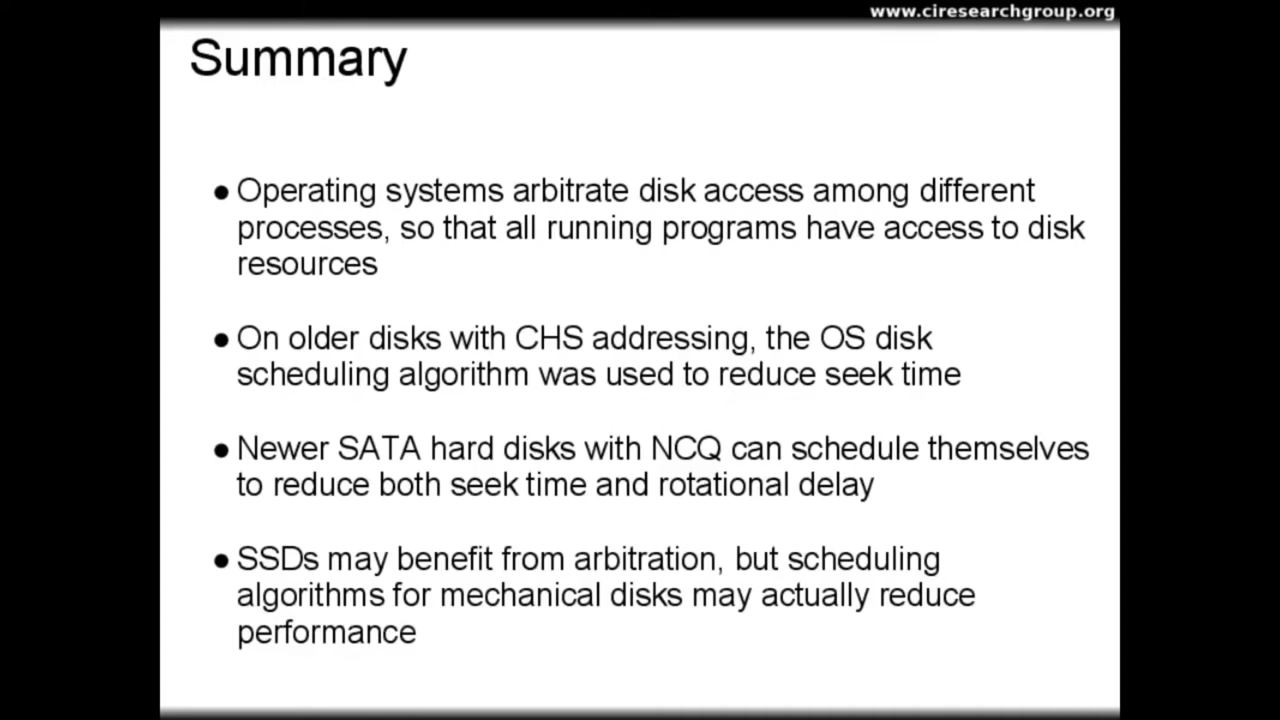 www.ciresearchgroup.org
Summary
● Operating systems arbitrate disk access among different
processes, so that all running programs have access to disk
resources
● On older disks with CHS addressing, the OS disk
scheduling algorithm was used to reduce seek time
● Newer SATA hard disks with NCQ can schedule themselves
to reduce both seek time and rotational delay
● SSDs may benefit from arbitration, but scheduling
algorithms for mechanical disks may actually reduce
performance